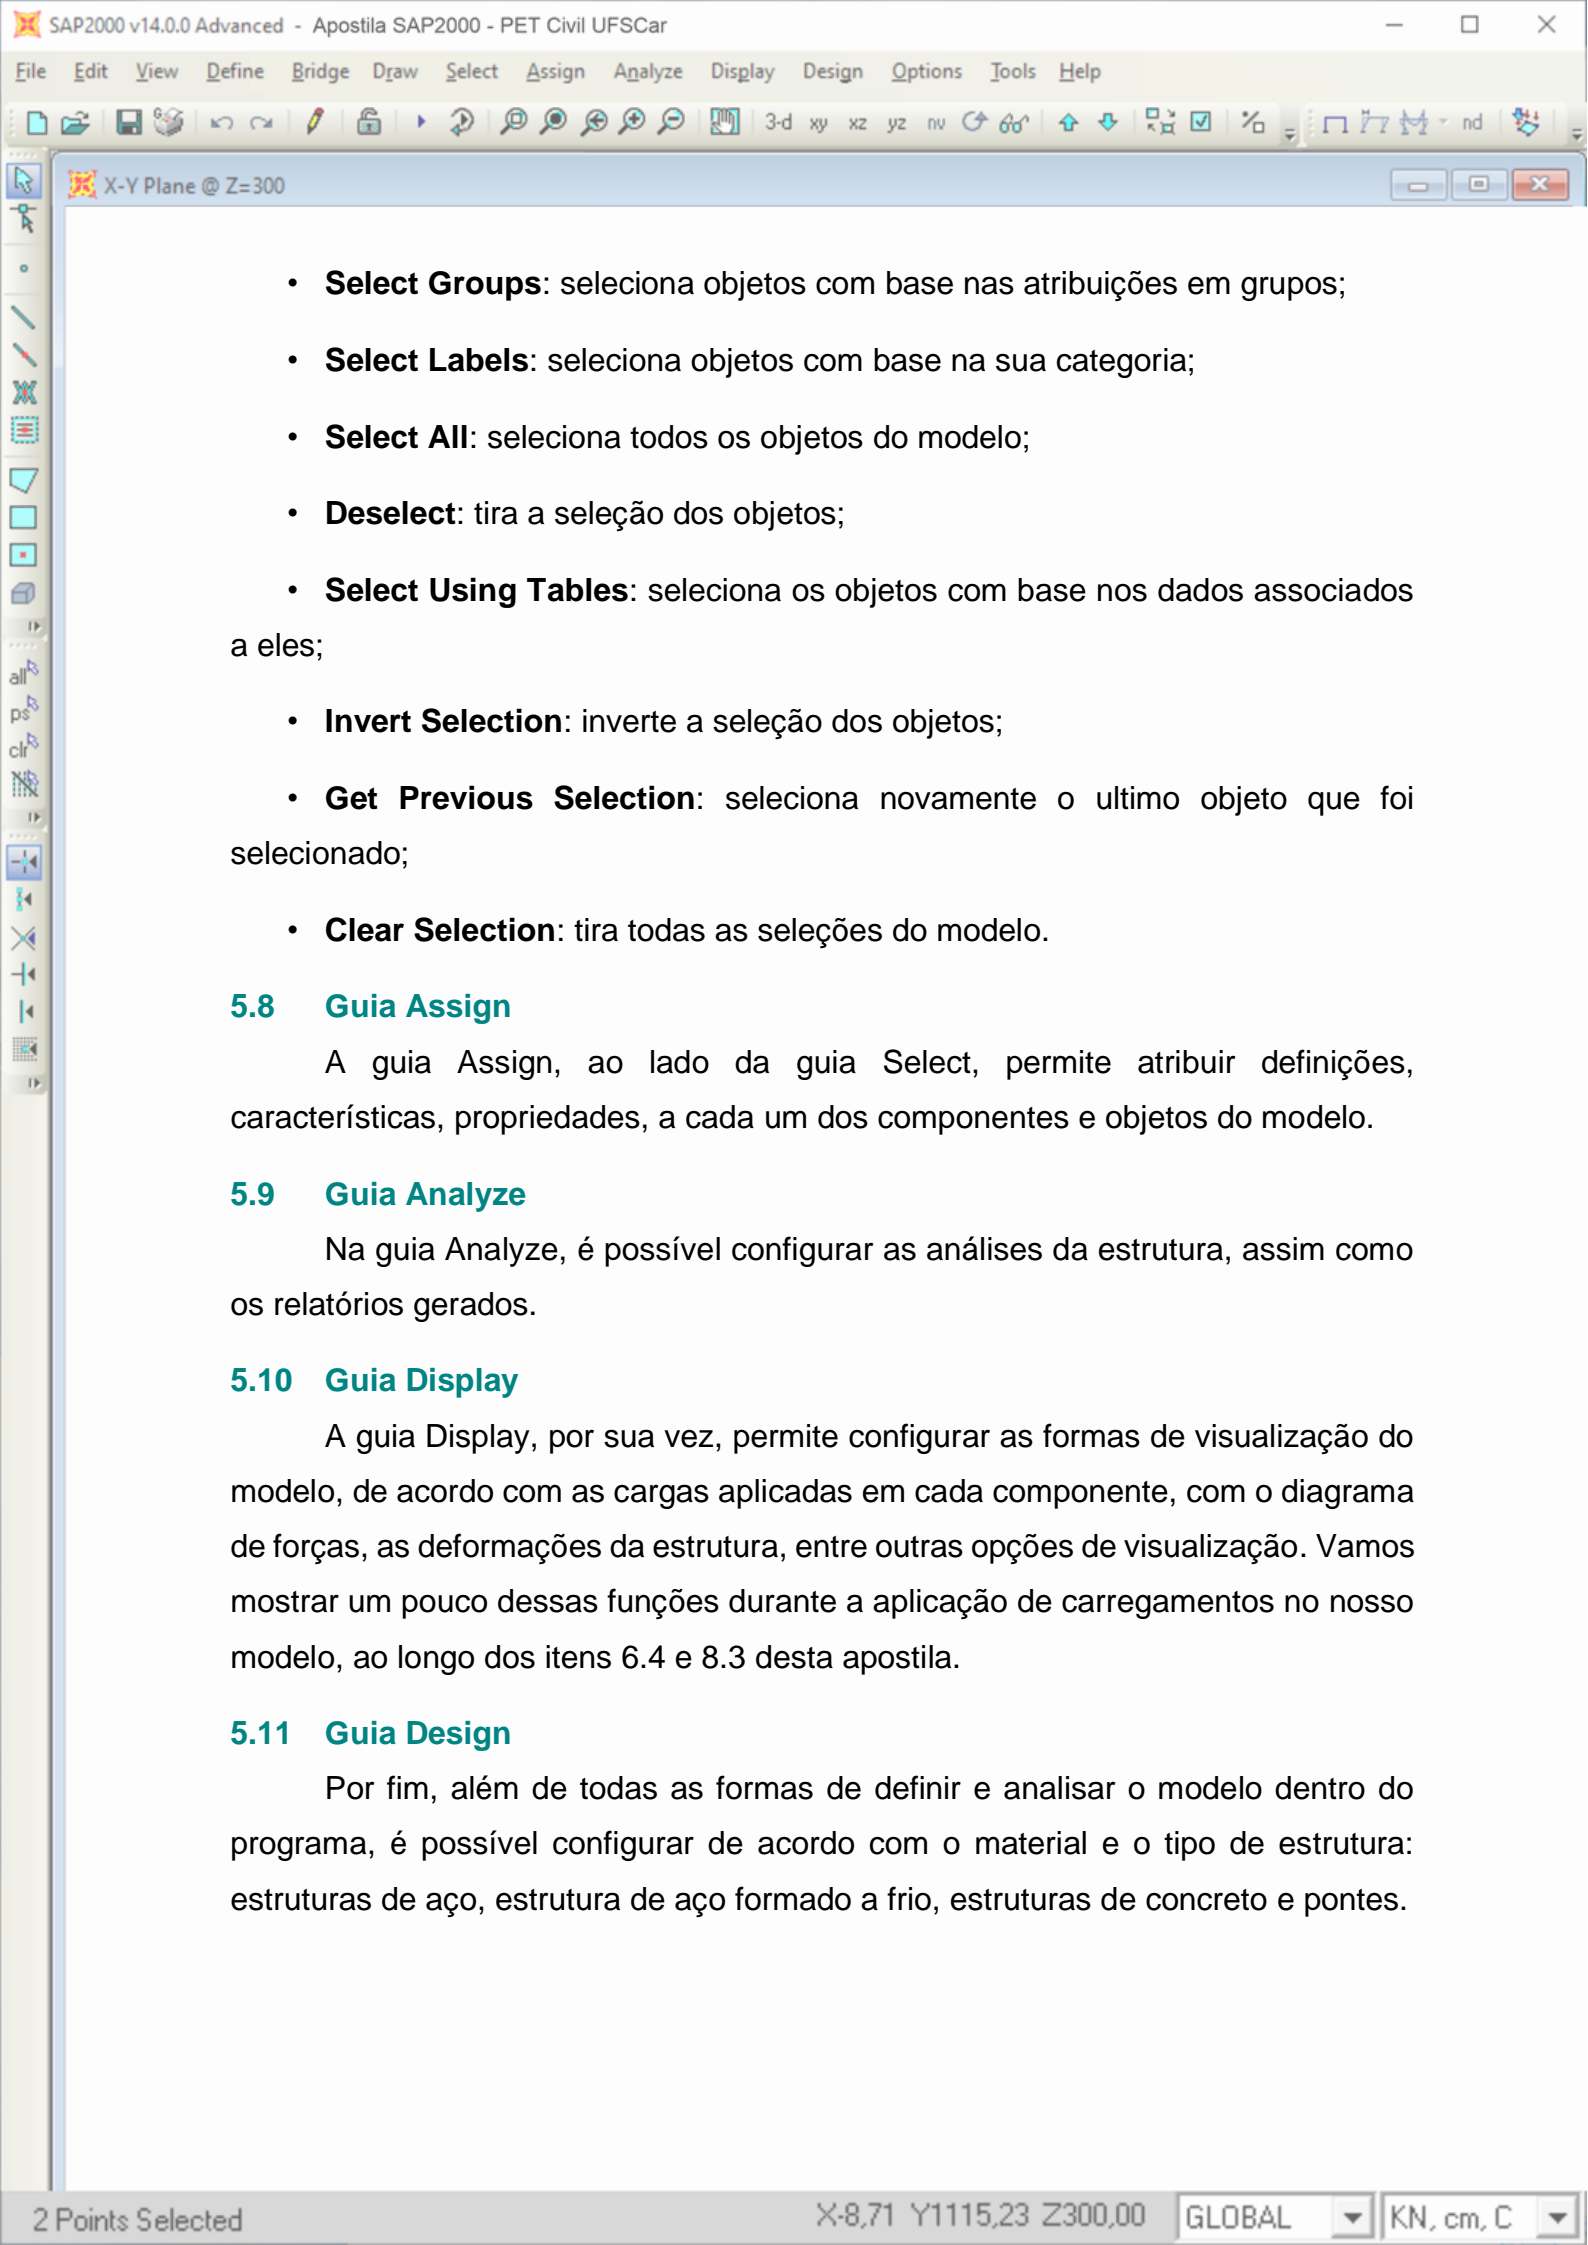 SAP2000 v14.0.0 Advanced - Apostila SAP2000 - PET Civil UFSCar
File Edit View Define Bridge Draw Select Assign Analyze Display Design Options Tools Help
3-d xy xz yz nv nd
X-Y Plane @ Z=300
all
ps
clr
• Select Groups: seleciona objetos com base nas atribuições em grupos;
• Select Labels: seleciona objetos com base na sua categoria;
• Select All: seleciona todos os objetos do modelo;
• Deselect: tira a seleção dos objetos;
• Select Using Tables: seleciona os objetos com base nos dados associados
a eles;
• Invert Selection: inverte a seleção dos objetos;
• Get Previous Selection: seleciona novamente o ultimo objeto que foi
selecionado;
• Clear Selection: tira todas as seleções do modelo.
5.8 Guia Assign
A guia Assign, ao lado da guia Select, permite atribuir definições,
características, propriedades, a cada um dos componentes e objetos do modelo.
5.9 Guia Analyze
Na guia Analyze, é possível configurar as análises da estrutura, assim como
os relatórios gerados.
5.10 Guia Display
A guia Display, por sua vez, permite configurar as formas de visualização do
modelo, de acordo com as cargas aplicadas em cada componente, com o diagrama
de forças, as deformações da estrutura, entre outras opções de visualização. Vamos
mostrar um pouco dessas funções durante a aplicação de carregamentos no nosso
modelo, ao longo dos itens 6.4 e 8.3 desta apostila.
5.11 Guia Design
Por fim, além de todas as formas de definir e analisar o modelo dentro do
programa, é possível configurar de acordo com o material e o tipo de estrutura:
estruturas de aço, estrutura de aço formado a frio, estruturas de concreto e pontes.
2 Points Selected X-8,71 Y1115,23 Z300,00 GLOBAL KN, cm, C